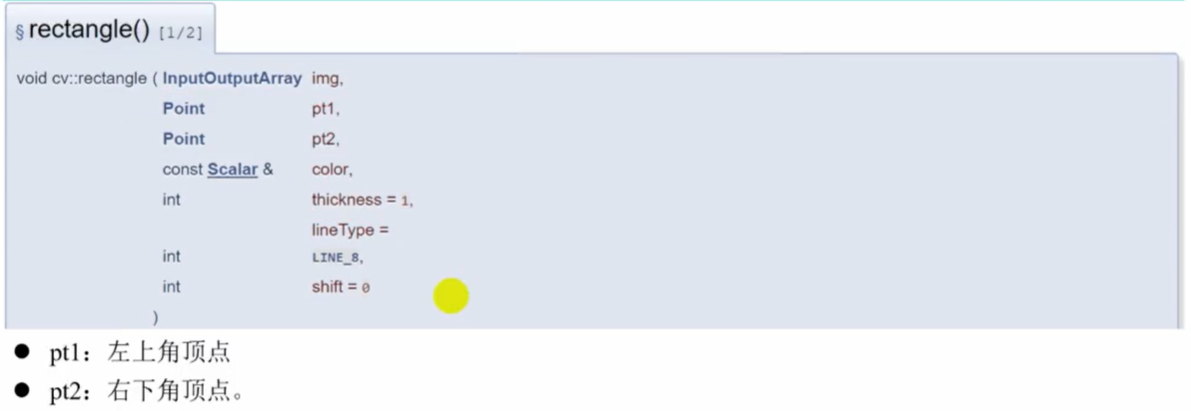 § rectangle() [1/2]
void cv::rectangle ( InputOutputArray img,
Point pt1,
Point pt2,
const Scalar & color,
int thickness = 1,
lineType =
int LINE_8,
int shift = 0
)
● pt1：左上角顶点
● pt2：右下角顶点。